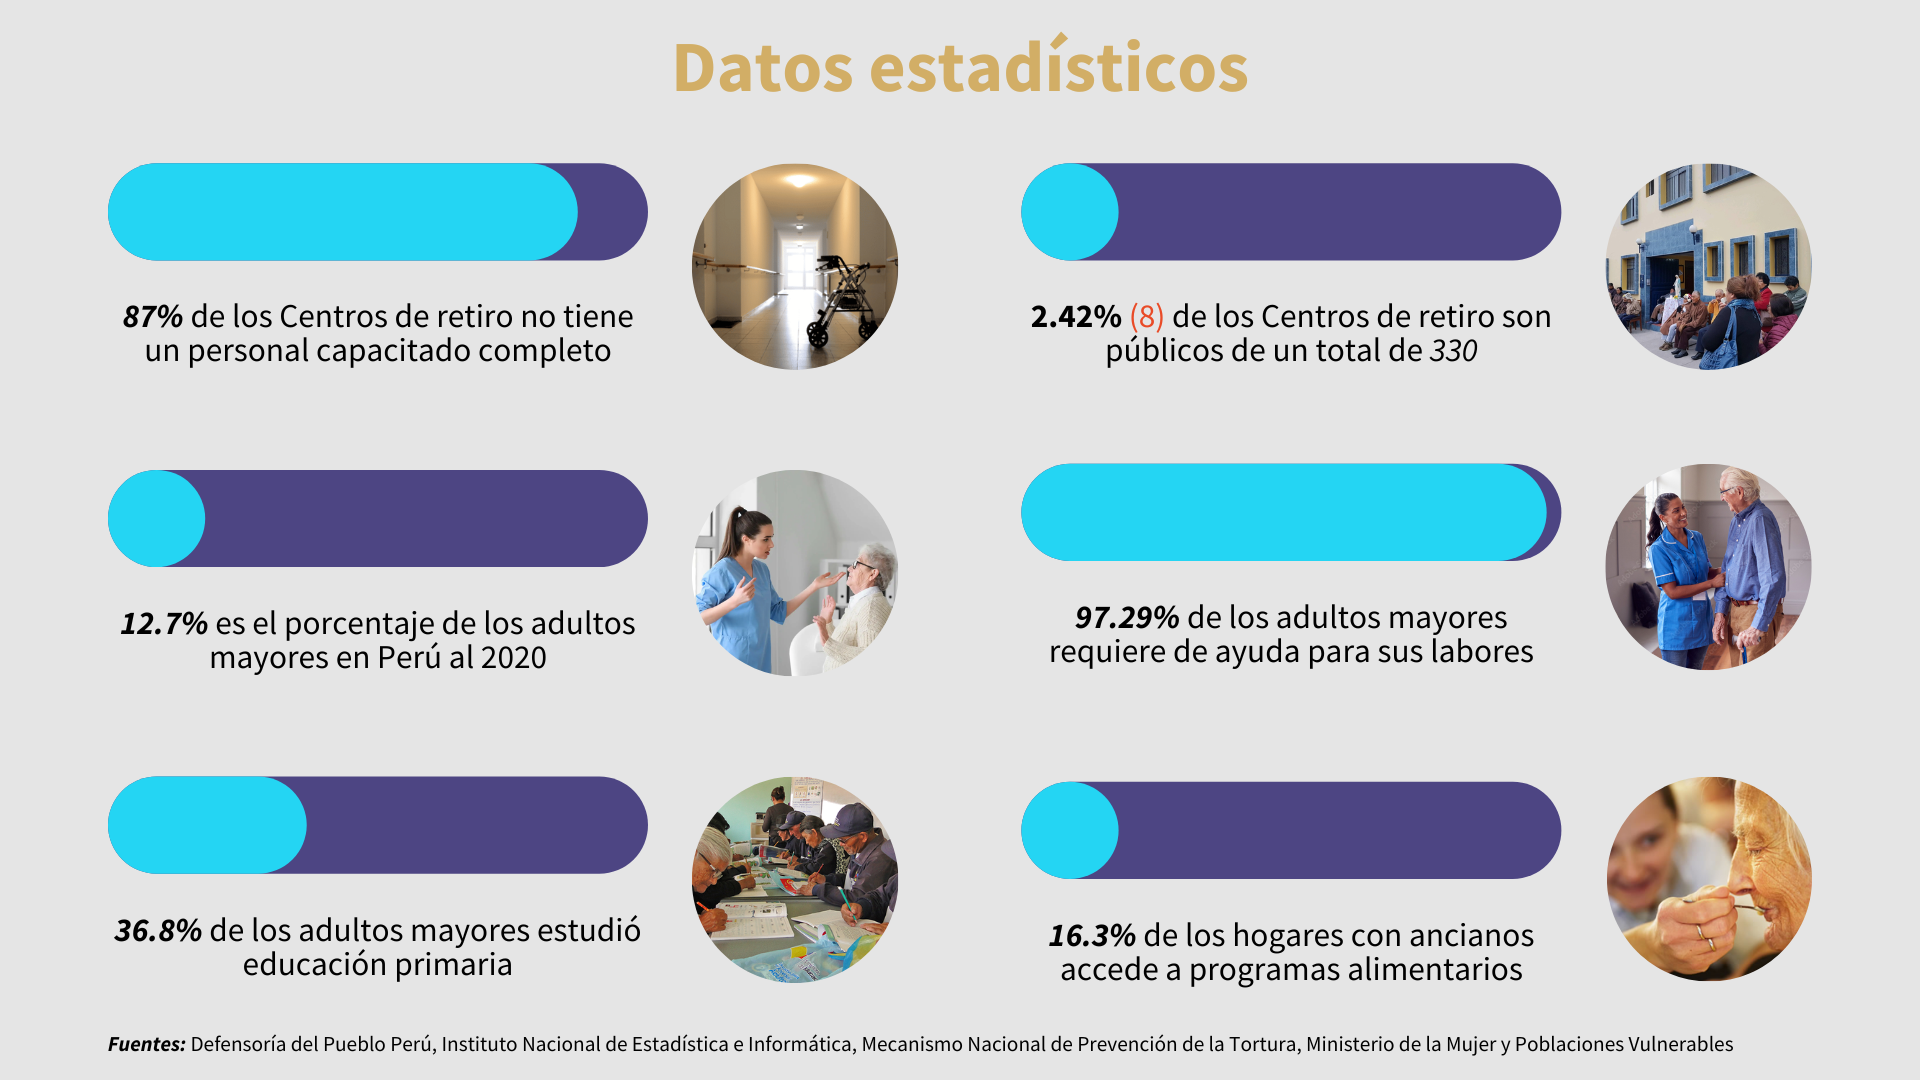 Datos estadísticos
87% de los Centros de retiro no tiene
un personal capacitado completo
2.42% (8) de los Centros de retiro son
públicos de un total de 330
12.7% es el porcentaje de los adultos
mayores en Perú al 2020
97.29% de los adultos mayores
requiere de ayuda para sus labores
36.8% de los adultos mayores estudió
educación primaria
16.3% de los hogares con ancianos
accede a programas alimentarios
Fuentes: Defensoría del Pueblo Perú, Instituto Nacional de Estadística e Informática, Mecanismo Nacional de Prevención de la Tortura, Ministerio de la Mujer y Poblaciones Vulnerables